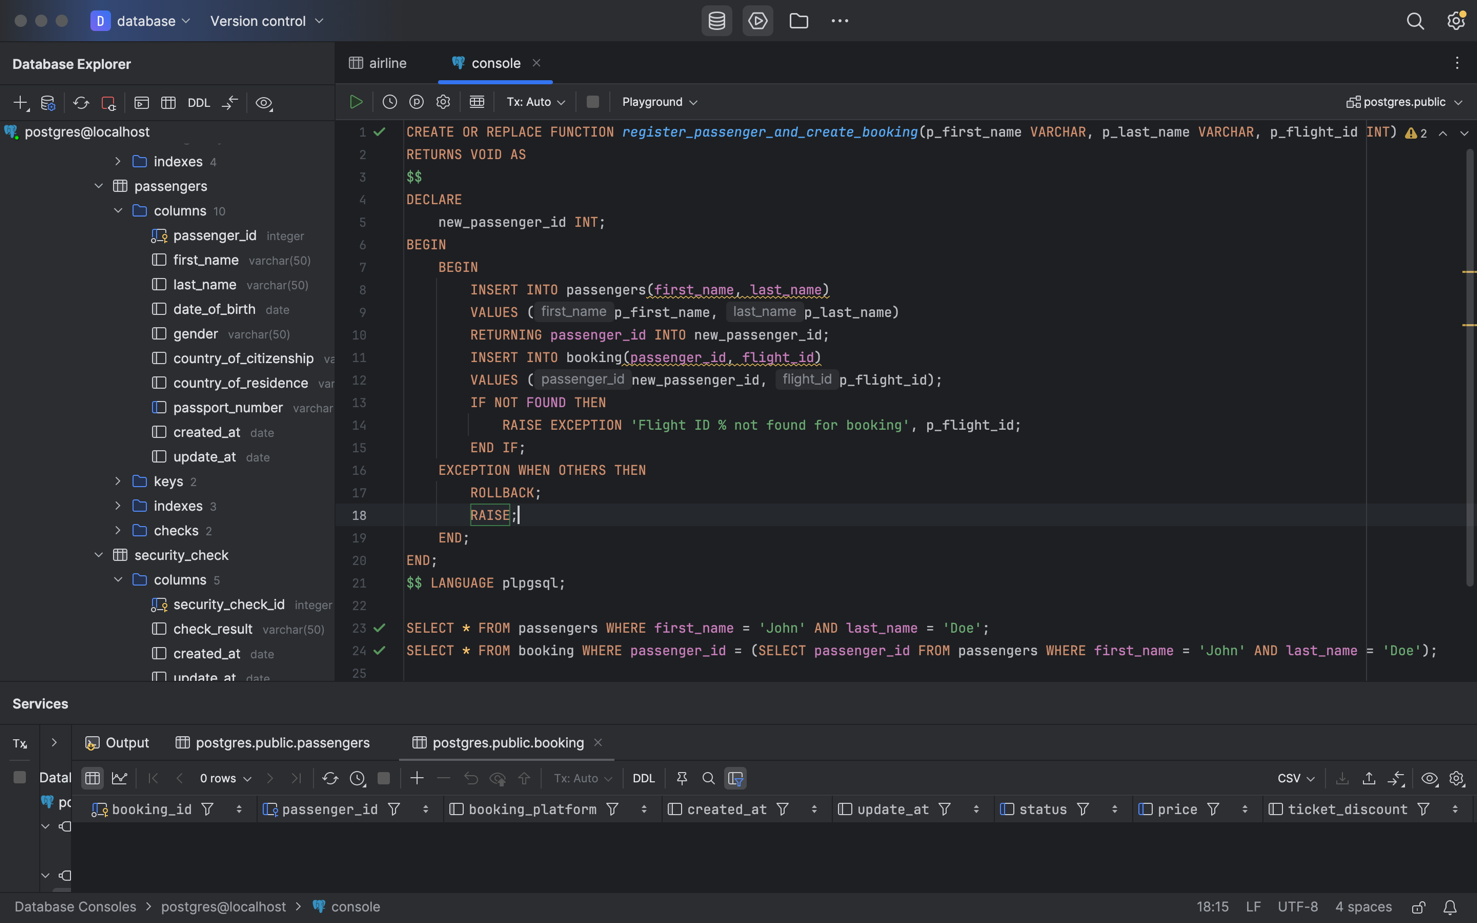 D database Version control
Database Explorer
airline
console
DDL
Tx: Auto
Playground
postgres.public
postgres@localhost
indexes 4
passengers
columns 10
passenger_id integer
first_name varchar(50)
last_name varchar(50)
date_of_birth date
gender varchar(50)
country_of_citizenship va
country_of_residence var
passport_number varchar
created_at date
update_at date
keys 2
indexes 3
checks 2
security_check
columns 5
security_check_id integer
check_result varchar(50)
created_at date
update_at date
1 CREATE OR REPLACE FUNCTION register_passenger_and_create_booking(p_first_name VARCHAR, p_last_name VARCHAR, p_flight_id INT) 2
2 RETURNS VOID AS
3 $$
4 DECLARE
5 new_passenger_id INT;
6 BEGIN
7 BEGIN
8 INSERT INTO passengers(first_name, last_name)
9 VALUES ( first_name p_first_name, last_name p_last_name)
10 RETURNING passenger_id INTO new_passenger_id;
11 INSERT INTO booking(passenger_id, flight_id)
12 VALUES ( passenger_id new_passenger_id, flight_id p_flight_id);
13 IF NOT FOUND THEN
14 RAISE EXCEPTION 'Flight ID % not found for booking', p_flight_id;
15 END IF;
16 EXCEPTION WHEN OTHERS THEN
17 ROLLBACK;
18 RAISE;
19 END;
20 END;
21 $$ LANGUAGE plpgsql;
22
23 SELECT * FROM passengers WHERE first_name = 'John' AND last_name = 'Doe';
24 SELECT * FROM booking WHERE passenger_id = (SELECT passenger_id FROM passengers WHERE first_name = 'John' AND last_name = 'Doe');
25
Services
Tx
Output
postgres.public.passengers
postgres.public.booking
Datal
po
0 rows
Tx: Auto
DDL
CSV
booking_id passenger_id booking_platform created_at update_at status price ticket_discount
Database Consoles postgres@localhost console
18:15 LF UTF-8 4 spaces